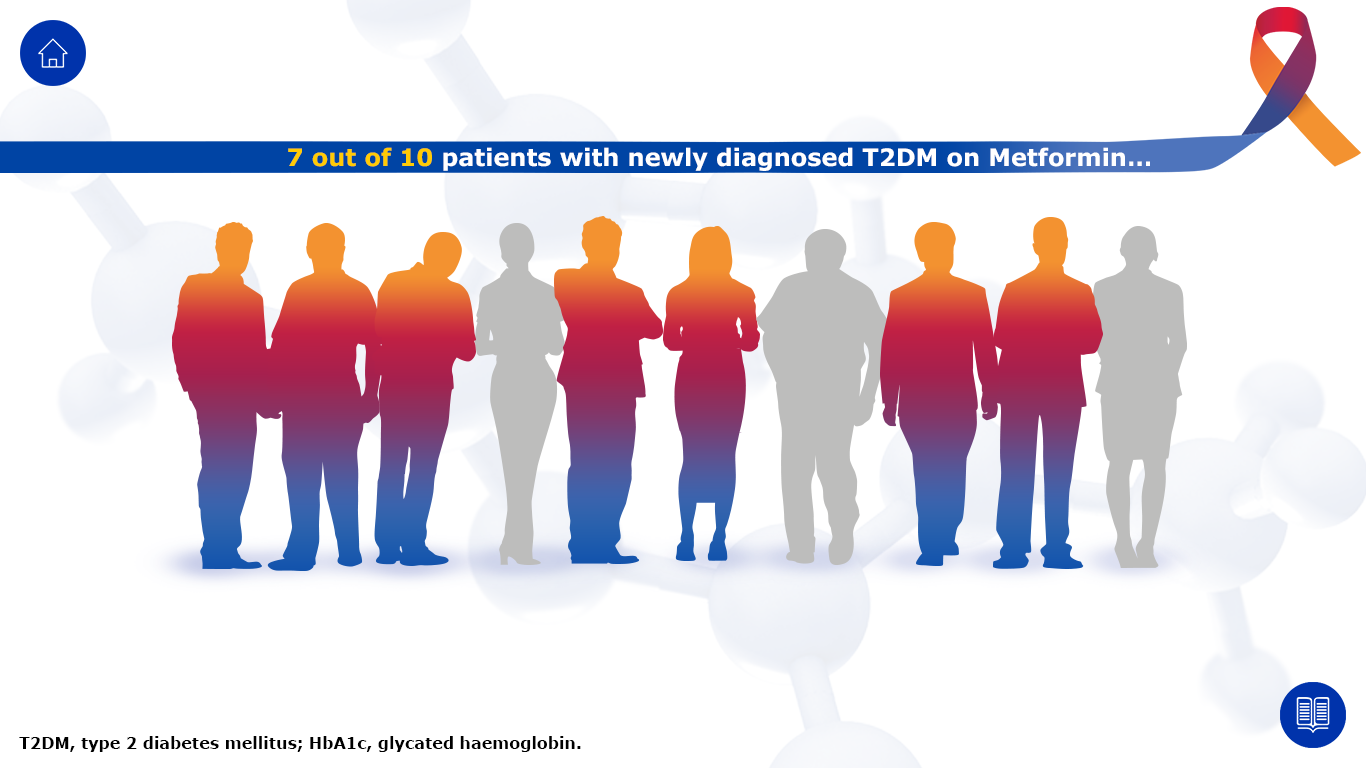 7 out of 10 patients with newly diagnosed T2DM on Metformin...
T2DM, type 2 diabetes mellitus; HbA1c, glycated haemoglobin.